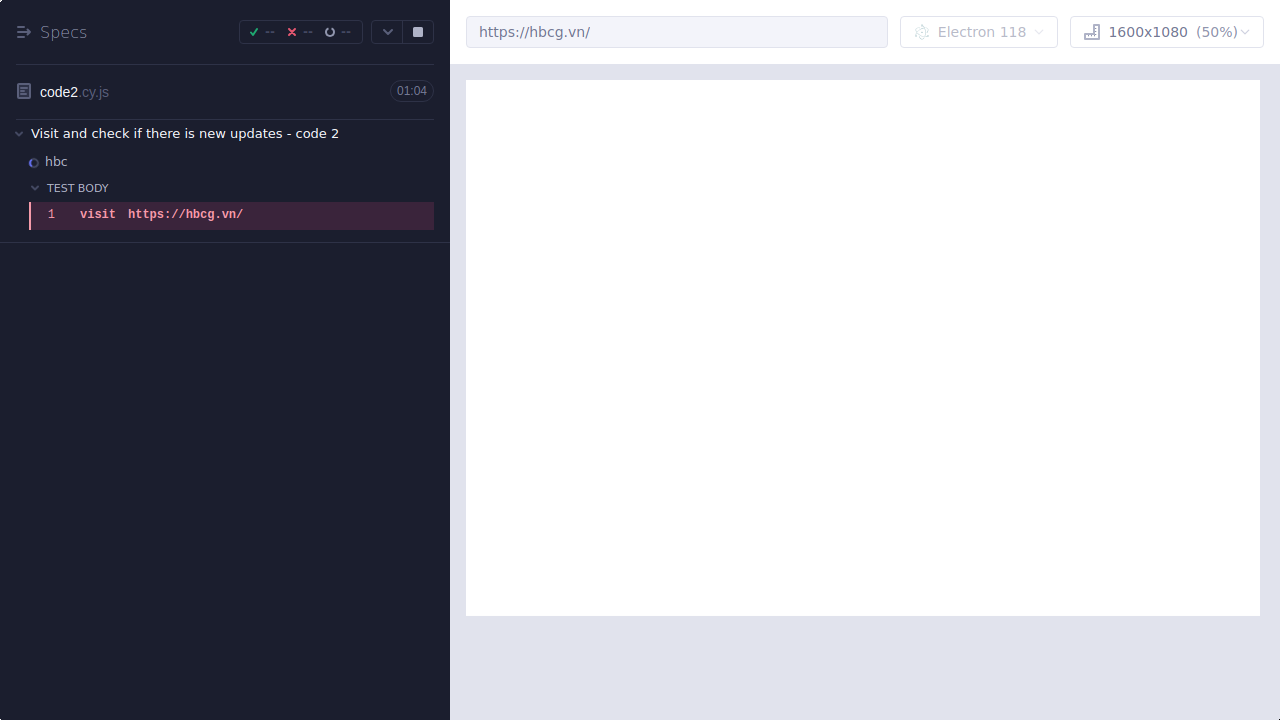 Specs
-- -- --
code2.cy.js 01:04
Visit and check if there is new updates - code 2
hbc
TEST BODY
1 visit https://hbcg.vn/
https://hbcg.vn/
Electron 118
1600x1080 (50%)